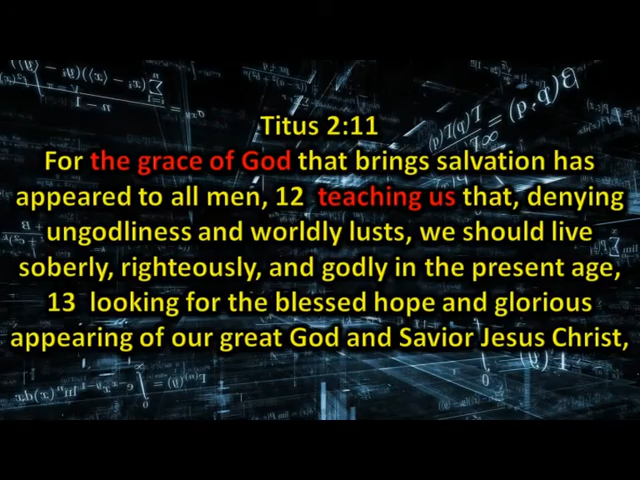 Titus 2:11
For the grace of God that brings salvation has
appeared to all men, 12 teaching us that, denying
ungodliness and worldly lusts, we should live
soberly, righteously, and godly in the present age,
13 looking for the blessed hope and glorious
appearing of our great God and Savior Jesus Christ,